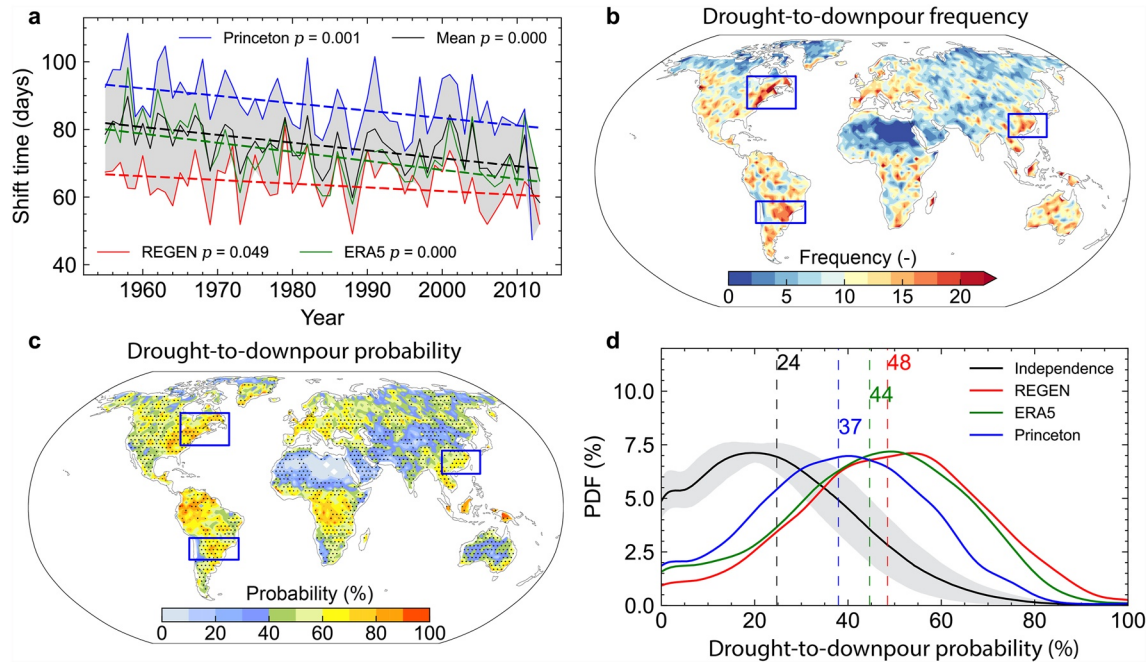 a
Princeton p = 0.001
Mean p = 0.000
100
80
60
40
Shift time (days)
REGEN p = 0.049
ERA5 p = 0.000
1960 1970 1980 1990 2000 2010
Year
b
Drought-to-downpour frequency
Frequency (-)
0 5 10 15 20
c
Drought-to-downpour probability
Probability (%)
0 20 40 60 80 100
d
24
48
44
37
Independence
REGEN
ERA5
Princeton
10.0
7.5
5.0
2.5
0.0
PDF (%)
0 20 40 60 80 100
Drought-to-downpour probability (%)